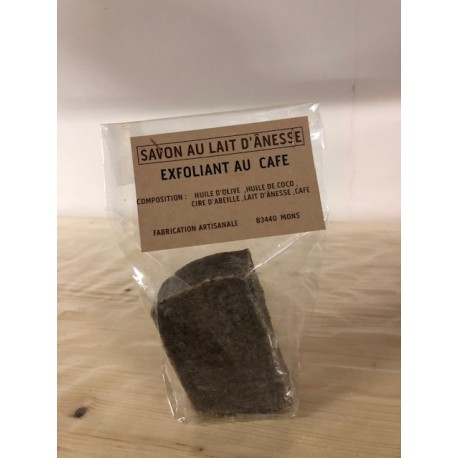 SAVON AU LAIT D'ÂNESSE
EXFOLIANT AU CAFE
COMPOSITION : HUILE D'OLIVE ,HUILE DE COCO ,
CIRE D'ABEILLE ,LAIT D'ÂNESSE ,CAFE
FABRICATION ARTISANALE 83440 MONS